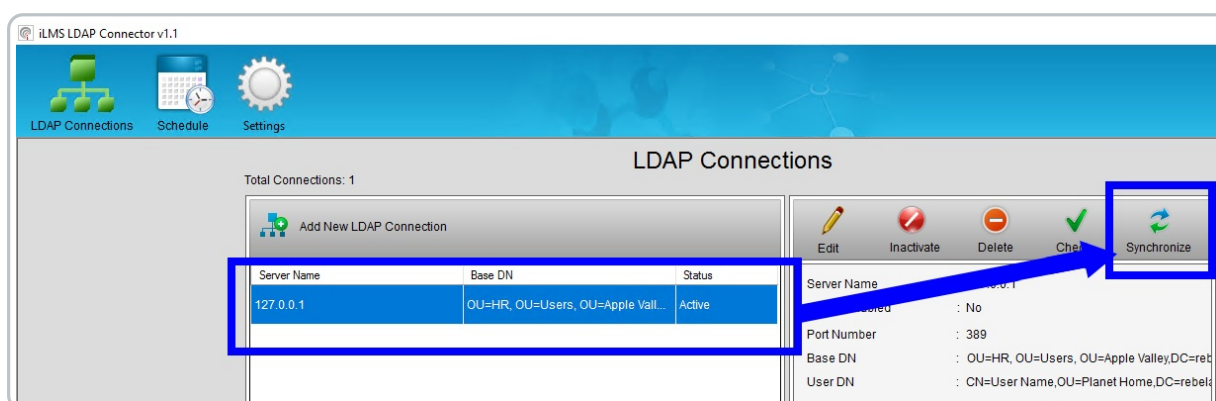 iLMS LDAP Connector v1.1
LDAP Connections Schedule Settings
LDAP Connections
Total Connections: 1
Add New LDAP Connection
Edit Inactivate Delete Synchronize
Server Name Base DN Status
127.0.0.1 OU=HR, OU=Users, OU=Apple Vall... Active
Server Name
: No
Port Number : 389
Base DN : OU=HR, OU=Users, OU=Apple Valley,DC=reb
User DN : CN=User Name,OU=Planet Home,DC=rebela